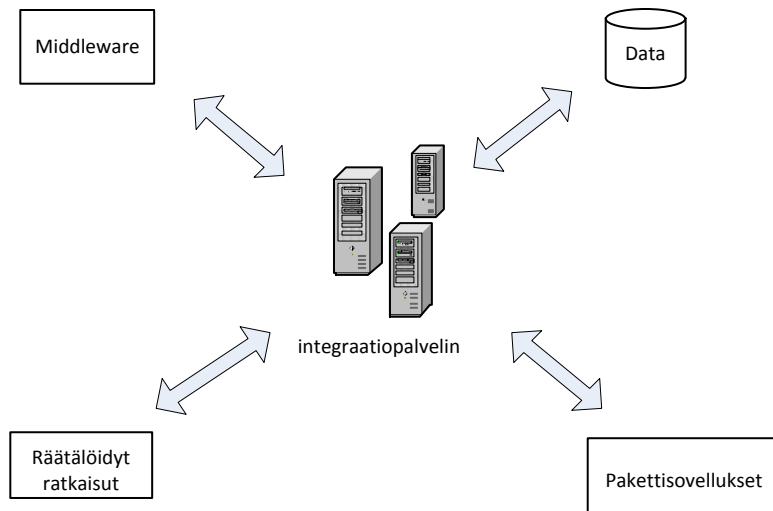 Middleware
Data
integraatiopalvelin
Räätälöidyt
ratkaisut
Pakettisovellukset